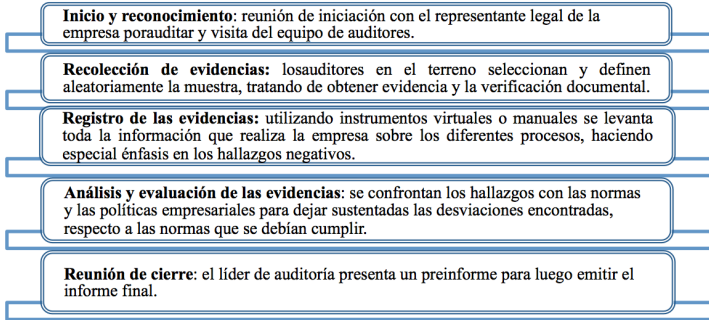 Inicio y reconocimiento: reunión de iniciación con el representante legal de la
empresa porauditar y visita del equipo de auditores.
Recolección de evidencias: losauditores en el terreno seleccionan y definen
aleatoriamente la muestra, tratando de obtener evidencia y la verificación documental.
Registro de las evidencias: utilizando instrumentos virtuales o manuales se levanta
toda la información que realiza la empresa sobre los diferentes procesos, haciendo
especial énfasis en los hallazgos negativos.
Análisis y evaluación de las evidencias: se confrontan los hallazgos con las normas
y las políticas empresariales para dejar sustentadas las desviaciones encontradas,
respecto a las normas que se debían cumplir.
Reunión de cierre: el líder de auditoría presenta un preinforme para luego emitir el
informe final.